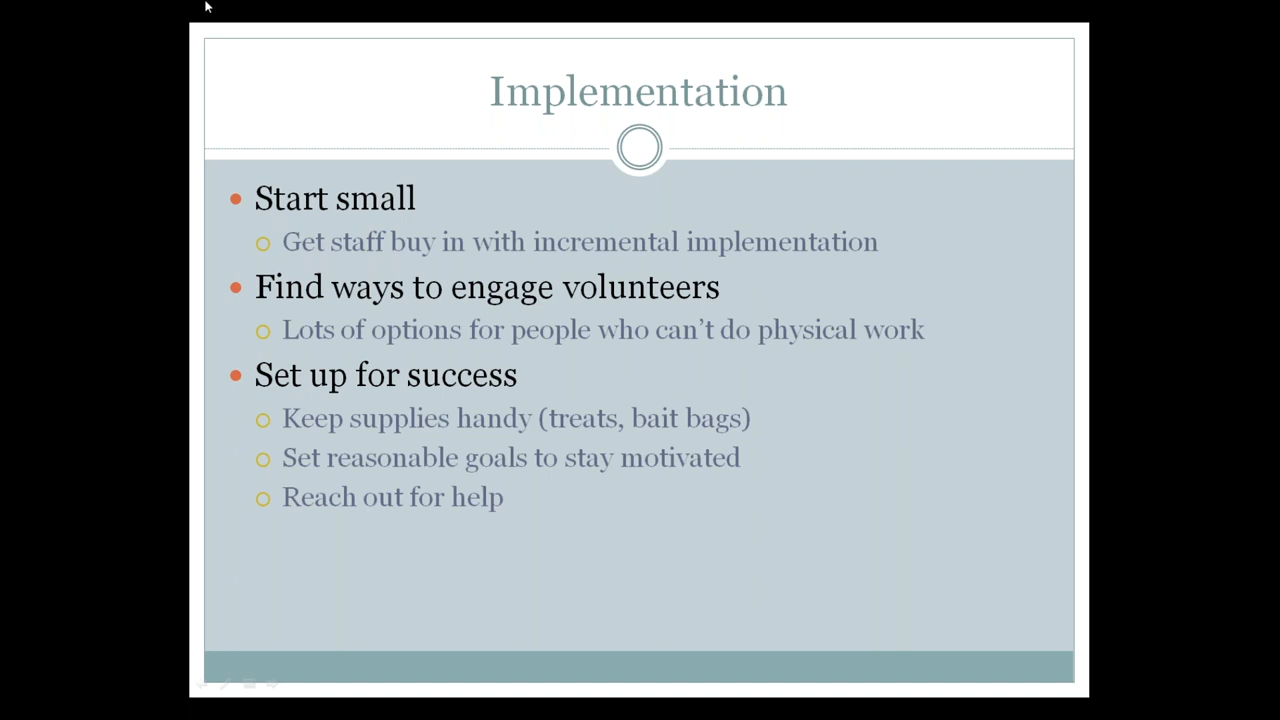 Implementation
Start small
Get staff buy in with incremental implementation
Find ways to engage volunteers
Lots of options for people who can’t do physical work
Set up for success
Keep supplies handy (treats, bait bags)
Set reasonable goals to stay motivated
Reach out for help